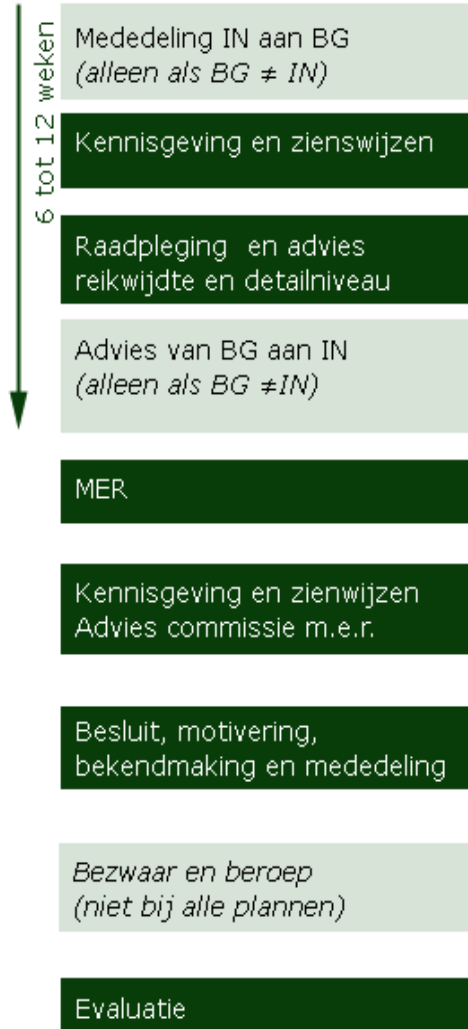 6 tot 12 weken
Mededeling IN aan BG
(alleen als BG ≠ IN)
Kennisgeving en zienswijzen
Raadpleging en advies
reikwijdte en detailniveau
Advies van BG aan IN
(alleen als BG ≠IN)
MER
Kennisgeving en zienwijzen
Advies commissie m.e.r.
Besluit, motivering,
bekendmaking en mededeling
Bezwaar en beroep
(niet bij alle plannen)
Evaluatie